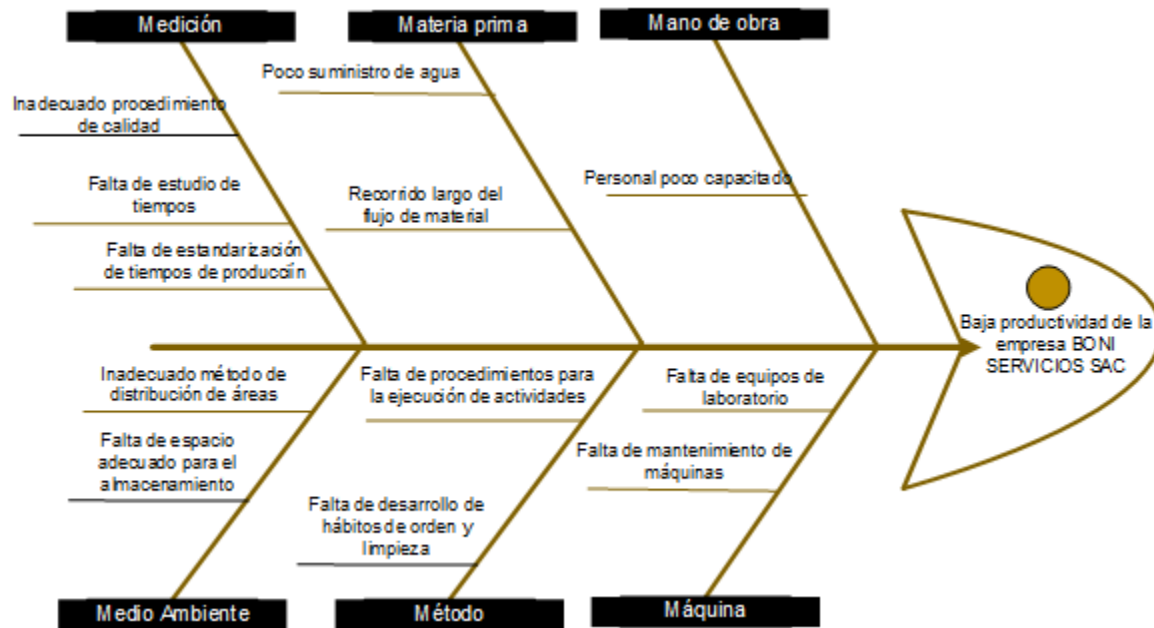 Medición
Materia prima
Mano de obra
Poco suministro de agua
Inadecuado procedimiento
de calidad
Falta de estudio de
tiempos
Recorrido largo del
flujo de material
Personal poco capacitado
Falta de estandarización
de tiempos de producciín
Baja productividad de la
empresa BONI
SERVICIOS SAC
Inadecuado método de
distribución de áreas
Falta de procedimientos para
la ejecución de actividades
Falta de equipos de
laboratorio
Falta de espacio
adecuado para el
almacenamiento
Falta de mantenimiento de
máquinas
Falta de desarrollo de
hábitos de orden y
limpieza
Medio Ambiente
Método
Máquina